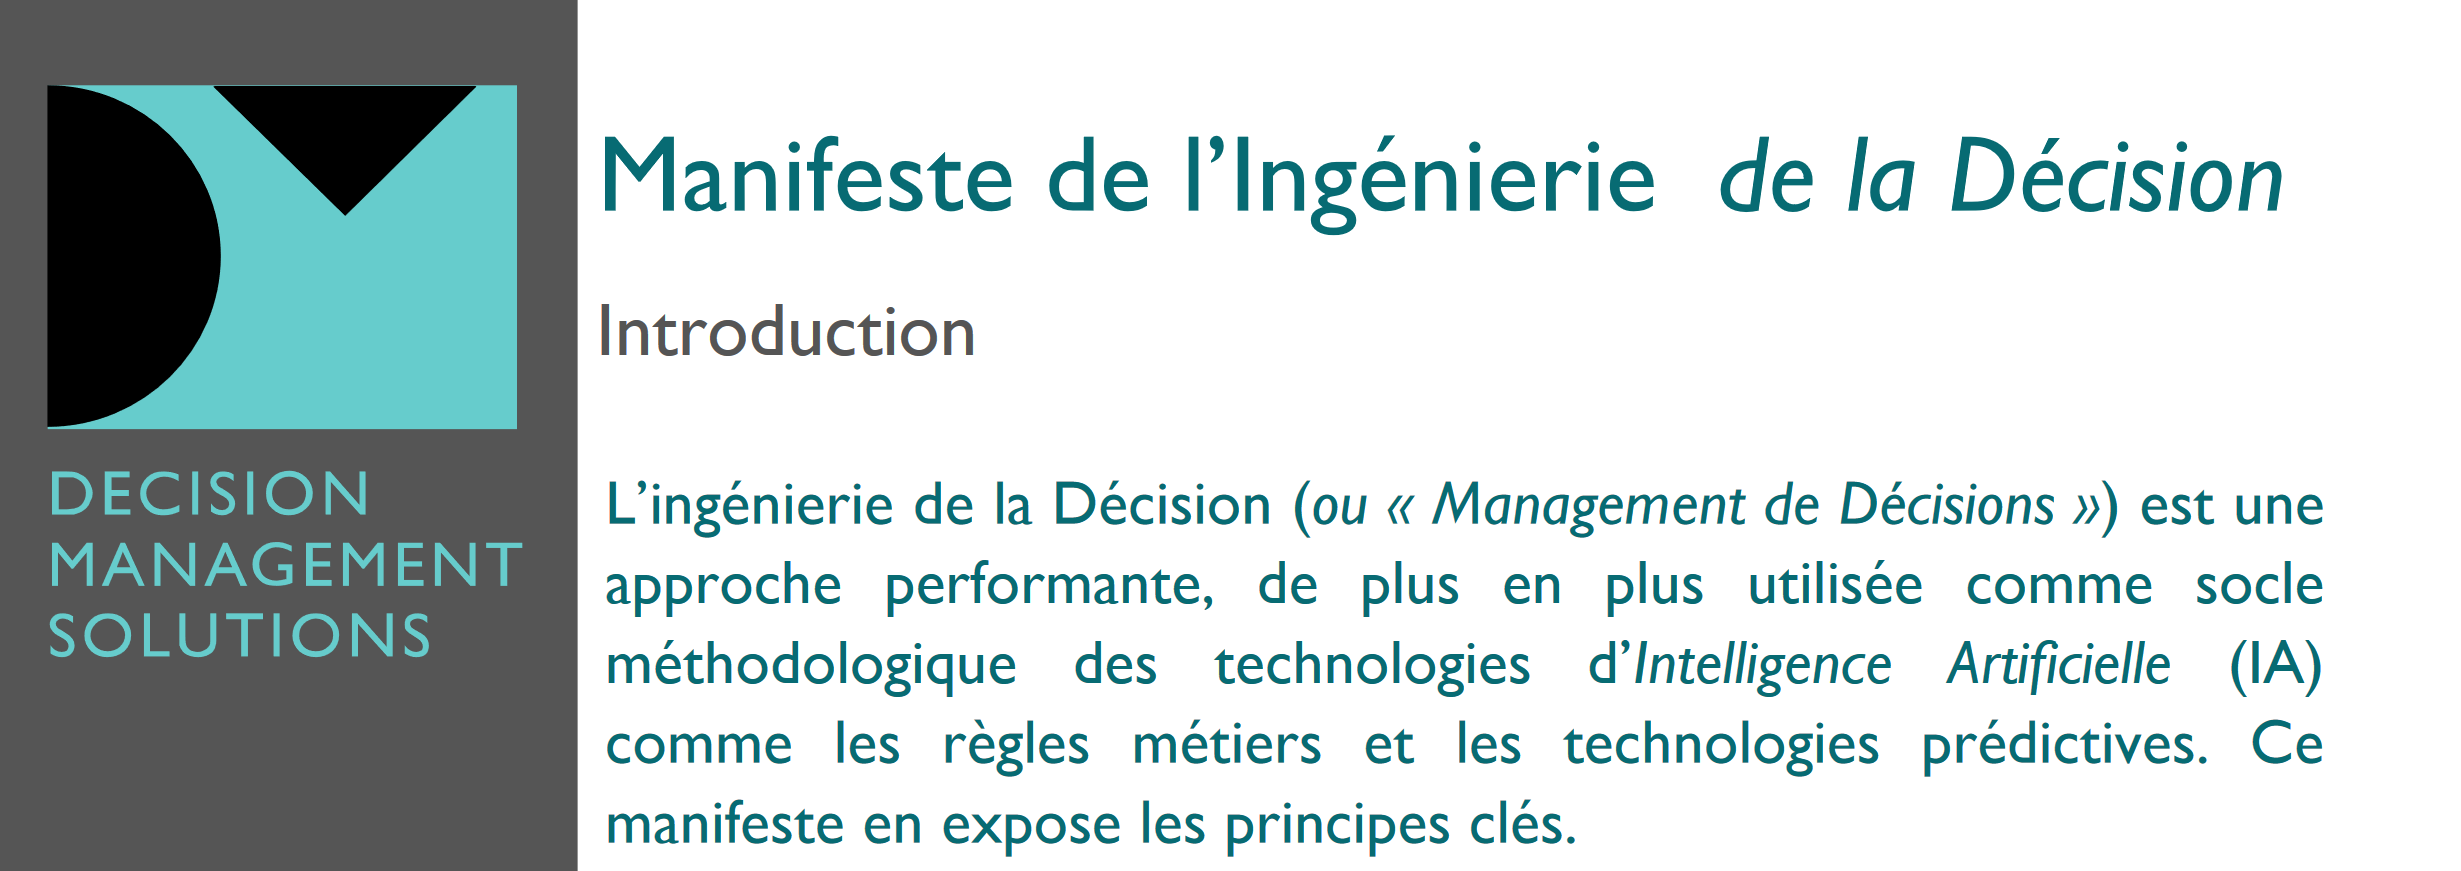 DECISION
MANAGEMENT
SOLUTIONS
Manifeste de l’Ingénierie de la Décision
Introduction
L’ingénierie de la Décision (ou « Management de Décisions ») est une
approche performante, de plus en plus utilisée comme socle
méthodologique des technologies d’Intelligence Artificielle (IA)
comme les règles métiers et les technologies prédictives. Ce
manifeste en expose les principes clés.